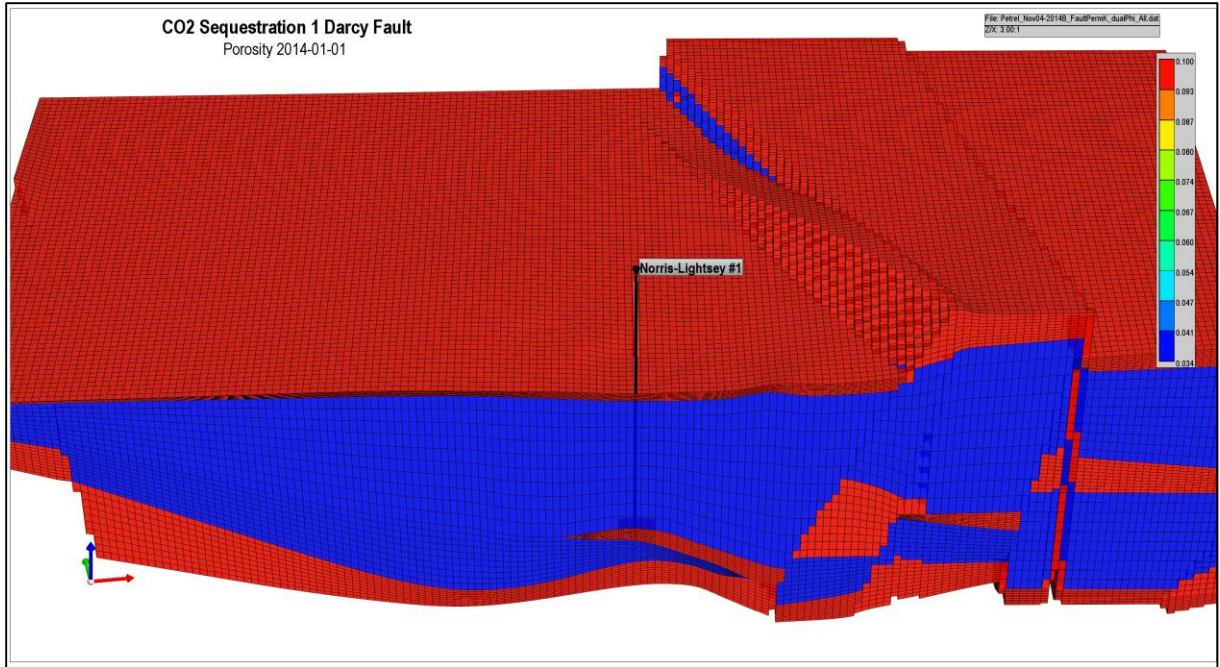 CO2 Sequestration 1 Darcy Fault
Porosity 2014-01-01
File: Petrel_Nov04-2014B_FaultPermK_dualPhi_All.dat
Z/X: 3.00:1
0.100
0.093
0.087
0.080
0.074
0.067
0.060
0.054
0.047
0.041
0.034
Norris-Lightsey #1